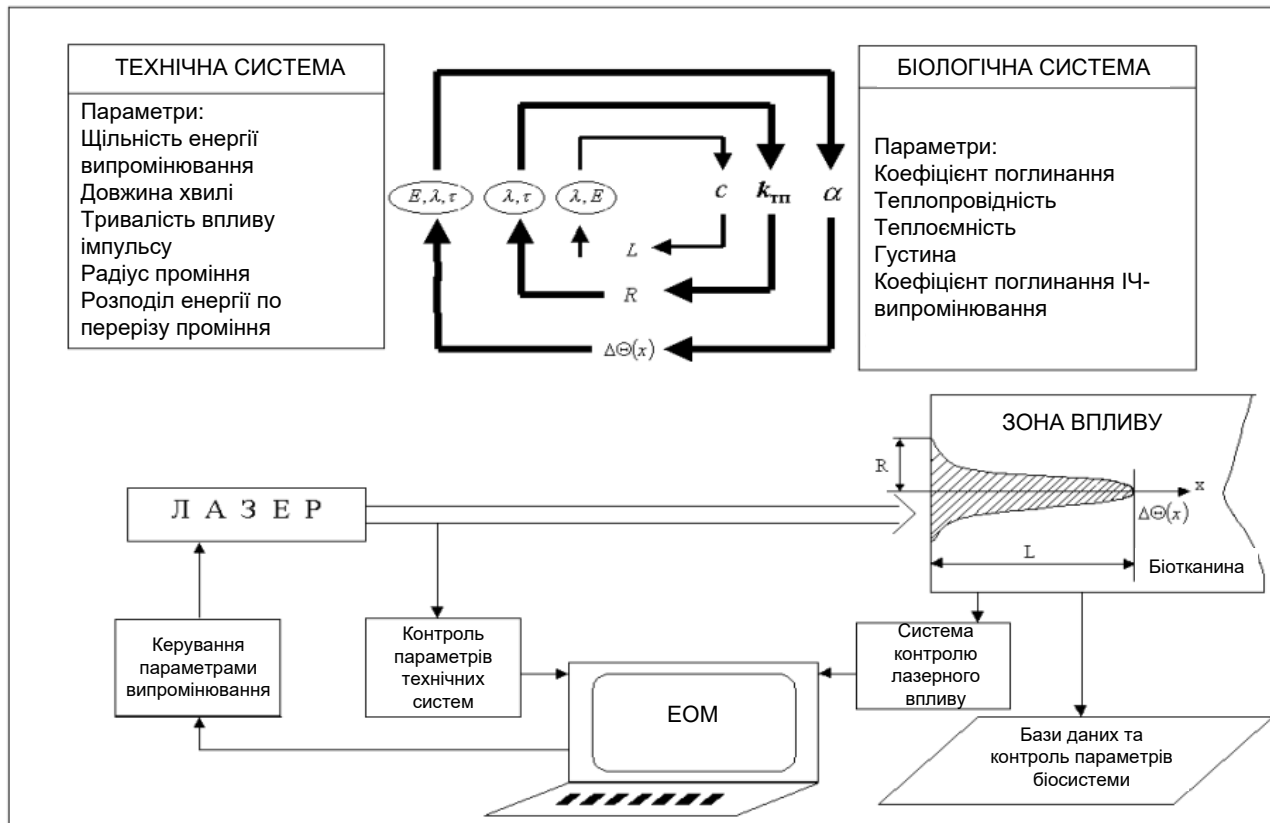 ТЕХНІЧНА СИСТЕМА
Параметри:
Щільність енергії
випромінювання
Довжина хвилі
Тривалість впливу
імпульсу
Радіус проміння
Розподіл енергії по
перерізу проміння
E, λ, τ
λ, τ
λ, E
c
kтп
α
L
R
ΔΘ(x)
БІОЛОГІЧНА СИСТЕМА
Параметри:
Коефіцієнт поглинання
Теплопровідність
Теплоємність
Густина
Коефіцієнт поглинання ІЧ-
випромінювання
ЗОНА ВПЛИВУ
R
x
ΔΘ(x)
L
Біотканина
ЛАЗЕР
Керування
параметрами
випромінювання
Контроль
параметрів
технічних
систем
ЕОМ
Система
контролю
лазерного
впливу
Бази даних та
контроль параметрів
біосистеми